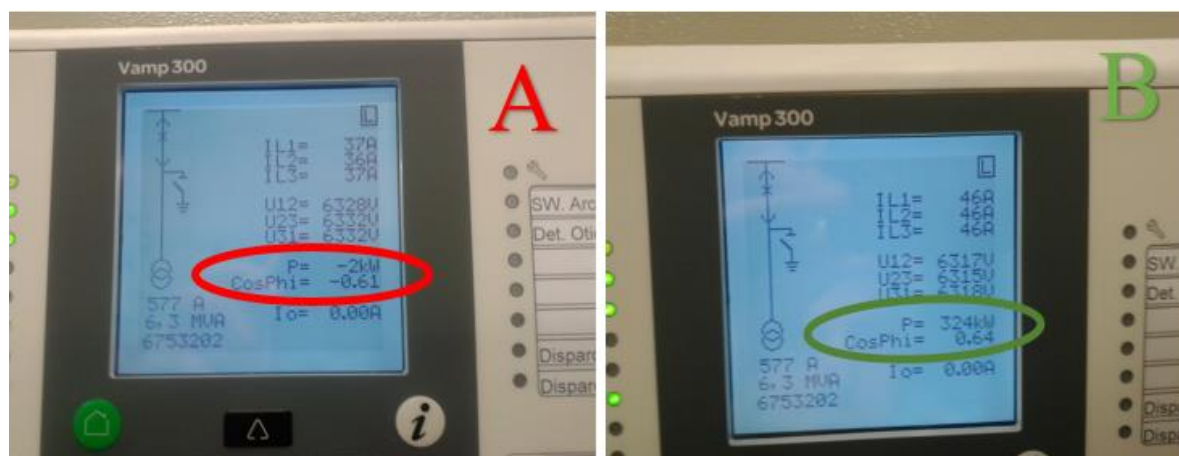 A
Vamp 300
L
IL1= 37A
IL2= 36A
IL3= 37A
U12= 6328V
U23= 6332V
U31= 6332V
P= -2kW
CosPhi= -0.61
Io= 0.00A
577 A
6,3 MVA
6753202
i
SW. Arc
Det. Oti
Dispar
Dispar
B
Vamp 300
L
IL1= 46A
IL2= 46A
IL3= 46A
U12= 6317V
U23= 6315V
U31= 6318V
P= 324kW
CosPhi= 0.64
Io= 0.00A
577 A
6,3 MVA
6753202
SW.
Det.
Disp
Disp